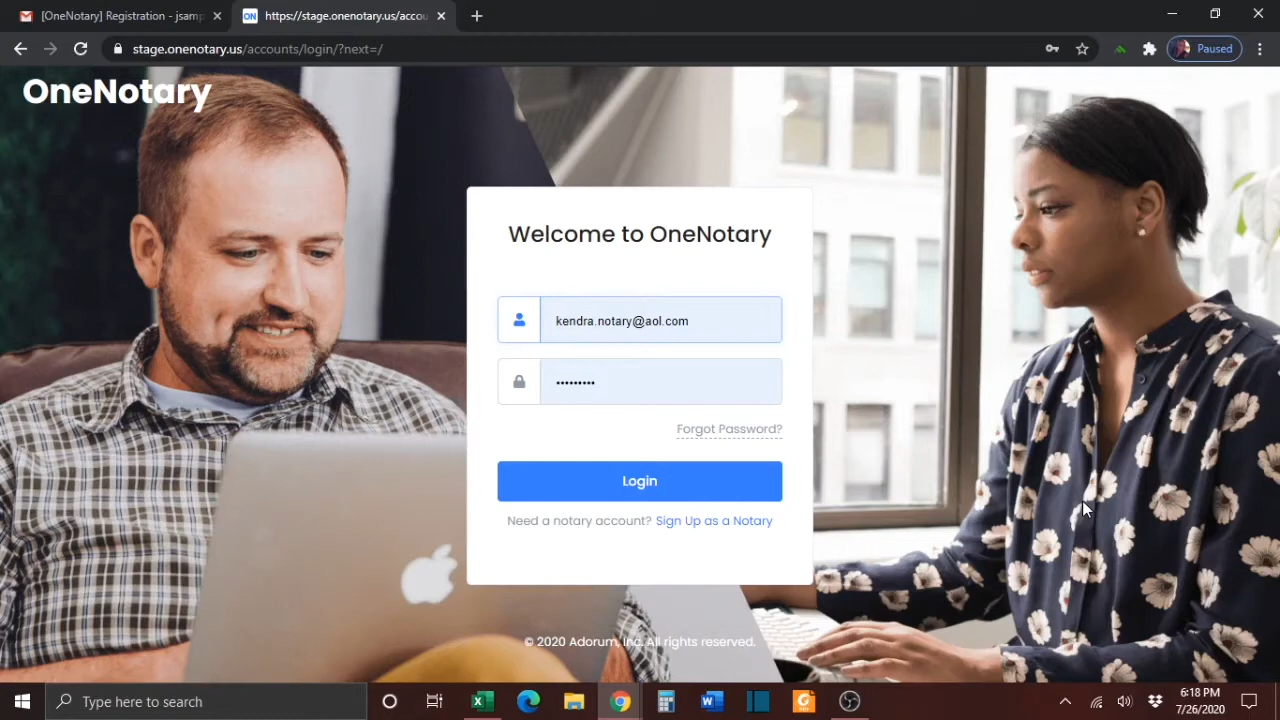 [OneNotary] Registration - jsamp
ON https://stage.onenotary.us/accou
stage.onenotary.us/accounts/login/?next=/
Paused
OneNotary
Welcome to OneNotary
kendra.notary@aol.com
•••••••••
Forgot Password?
Login
Need a notary account? Sign Up as a Notary
© 2020 Adorum, Inc. All rights reserved.
Type here to search
6:18 PM
7/26/2020